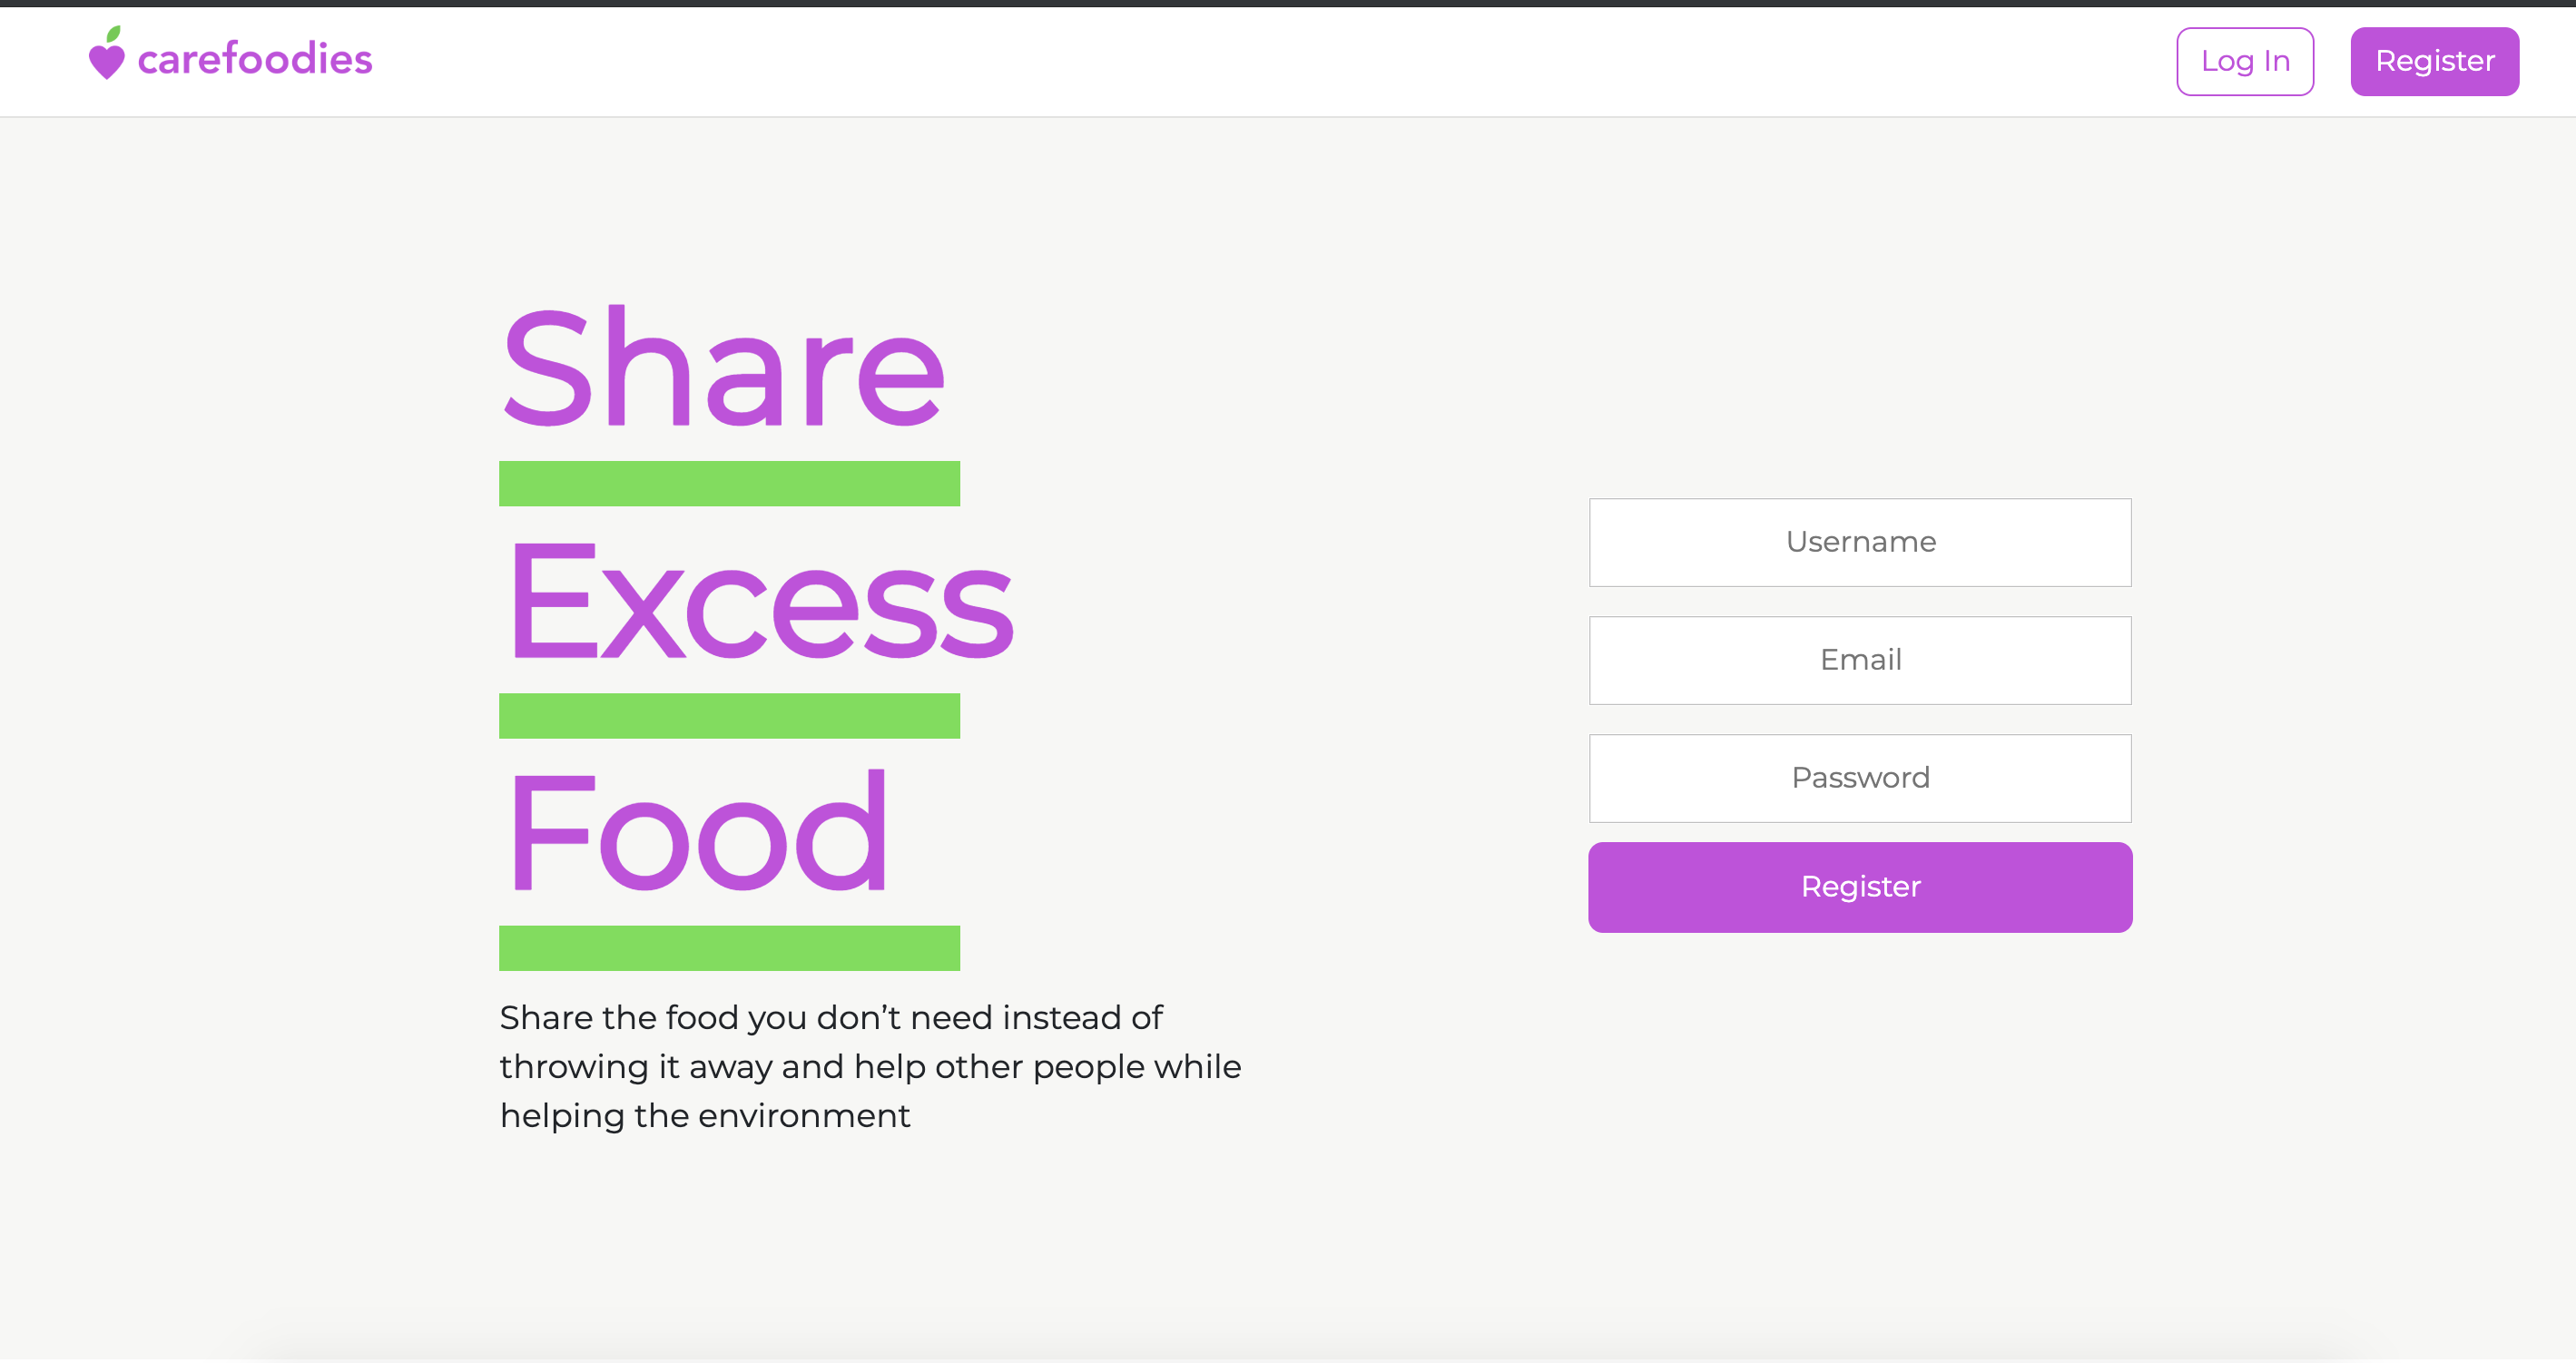 carefoodies
Log In
Register
Share
Excess
Food
Share the food you don’t need instead of
throwing it away and help other people while
helping the environment
Username
Email
Password
Register